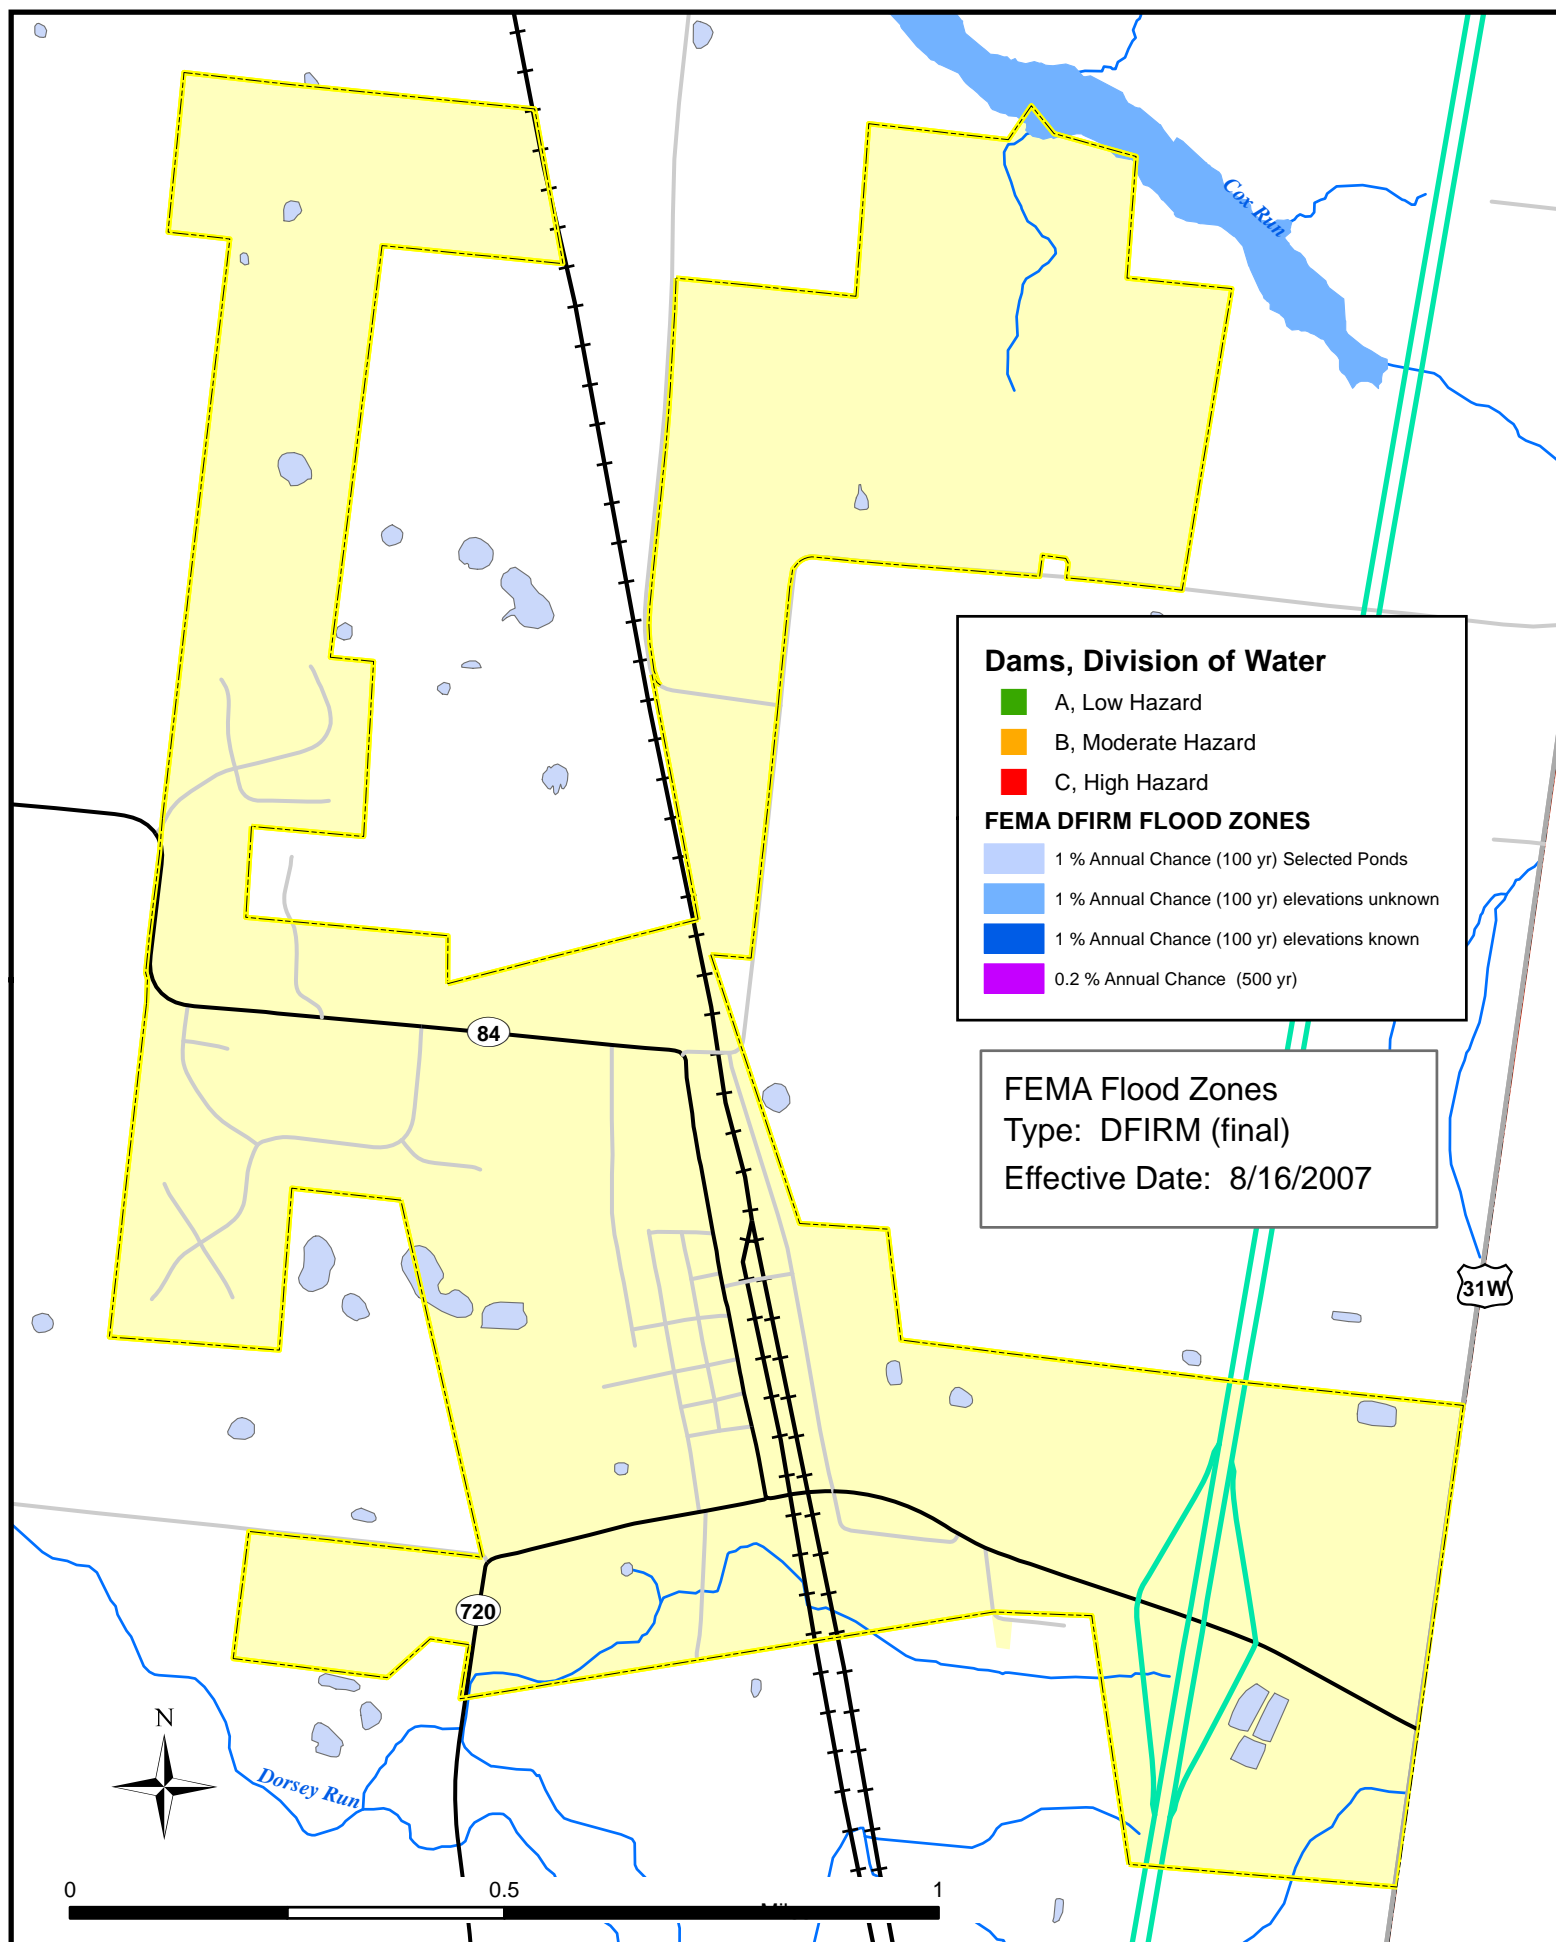 Cox Run
Dams, Division of Water
A, Low Hazard
B, Moderate Hazard
C, High Hazard
FEMA DFIRM FLOOD ZONES
1 % Annual Chance (100 yr) Selected Ponds
1 % Annual Chance (100 yr) elevations unknown
1 % Annual Chance (100 yr) elevations known
0.2 % Annual Chance (500 yr)
84
FEMA Flood Zones
Type: DFIRM (final)
Effective Date: 8/16/2007
31W
720
N
Dorsey Run
0 0.5 1